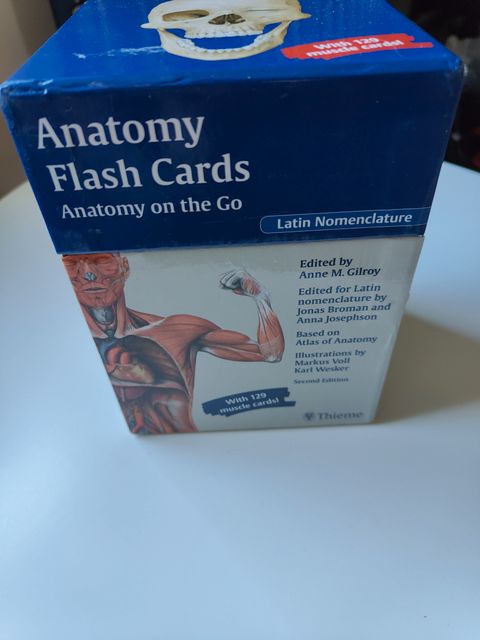 With 129
muscle cards!
Anatomy
Flash Cards
Anatomy on the Go
Latin Nomenclature
Edited by
Anne M. Gilroy
Edited for Latin
nomenclature by
Jonas Broman and
Anna Josephson
Based on
Atlas of Anatomy
Illustrations by
Markus Voll
Karl Wesker
Second Edition
With 129
muscle cards!
Thieme